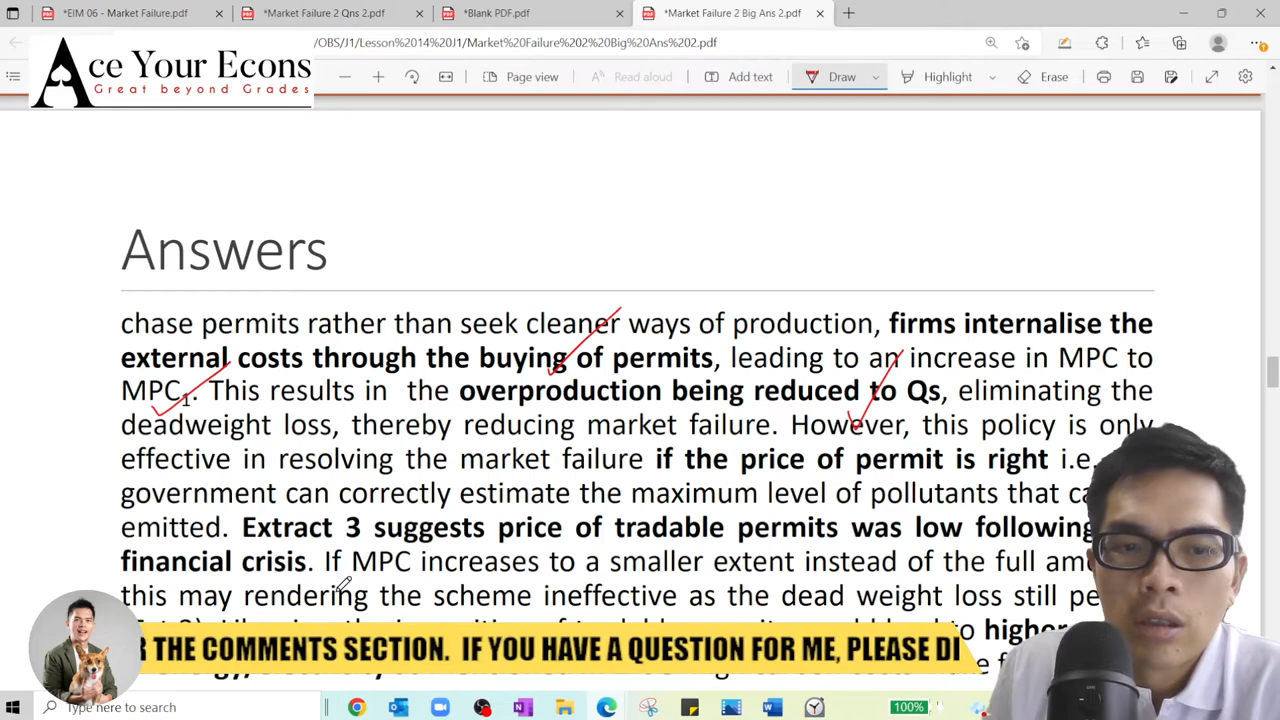 *EIM 06 - Market Failure.pdf
*Market Failure 2 Qns 2.pdf
*Blank PDF.pdf
*Market Failure 2 Big Ans 2.pdf
/OBS/J1/Lesson%2014%20J1/Market%20Failure%202%20Big%20Ans%202.pdf
Ace Your Econs
Great beyond Grades
Page view
Read aloud
Add text
Draw
Highlight
Erase
Answers
chase permits rather than seek cleaner ways of production, firms internalise the
external costs through the buying of permits, leading to an increase in MPC to
MPC1. This results in the overproduction being reduced to Qs, eliminating the
deadweight loss, thereby reducing market failure. However, this policy is only
effective in resolving the market failure if the price of permit is right i.e.
government can correctly estimate the maximum level of pollutants that
emitted. Extract 3 suggests price of tradable permits was low following
financial crisis. If MPC increases to a smaller extent instead of the full
this may rendering the scheme ineffective as the dead weight loss still
to higher
THE COMMENTS SECTION. IF YOU HAVE A QUESTION FOR ME, PLEASE
Type here to search
100%